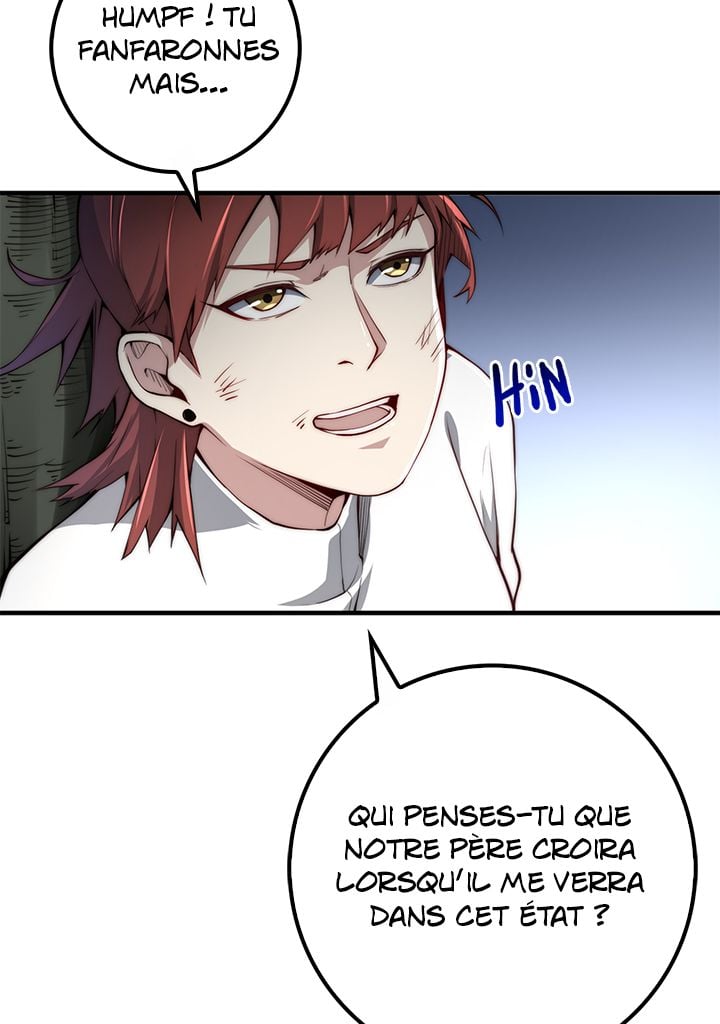 HUMPF ! TU
FANFARONNES
MAIS...
HIN
QUI PENSES-TU QUE
NOTRE PÈRE CROIRA
LORSQU'IL ME VERRA
DANS CET ÉTAT ?